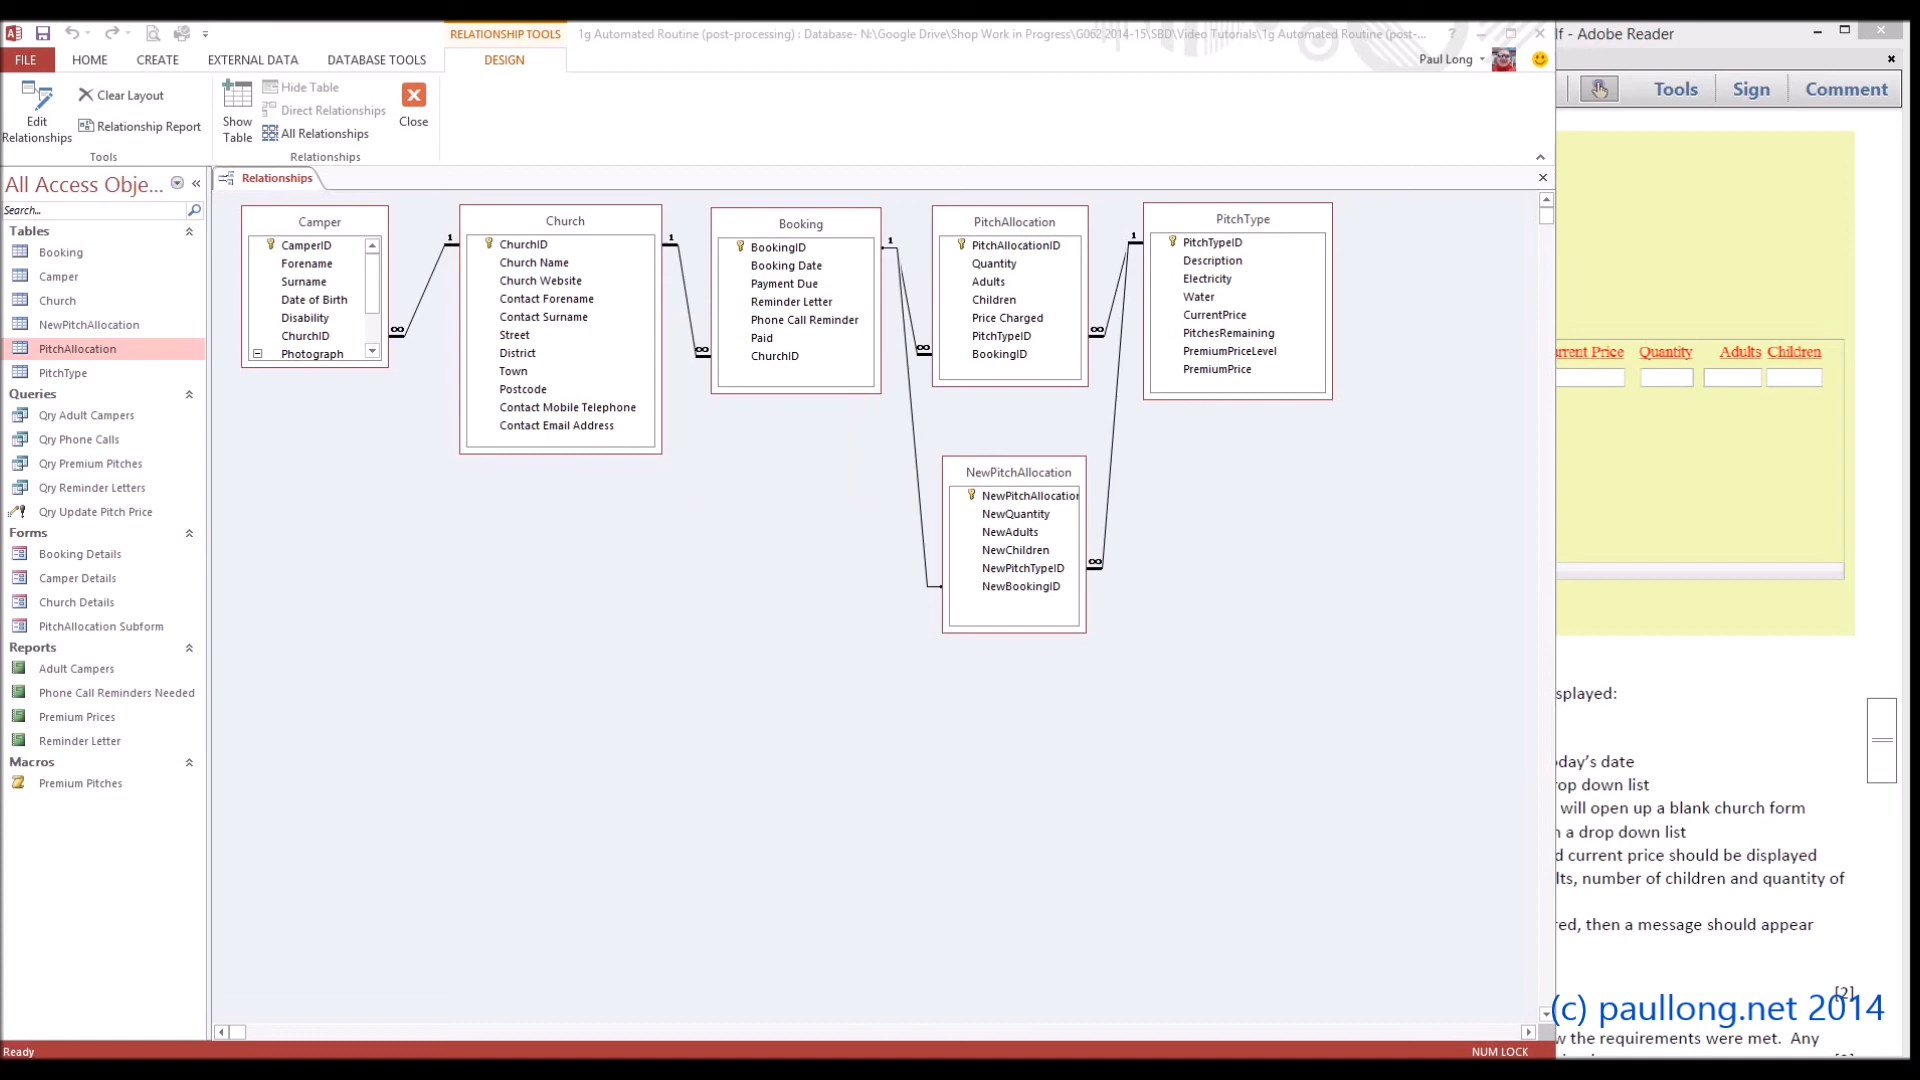 RELATIONSHIP TOOLS
1g Automated Routine (post-processing) : Database- N:\Google Drive\Shop Work in Progress\G062 2014-15\SBD\Video Tutorials\1g Automated Routine (post-...
lf - Adobe Reader
FILE
HOME
CREATE
EXTERNAL DATA
DATABASE TOOLS
DESIGN
Paul Long
Edit Relationships
Clear Layout
Relationship Report
Tools
Show Table
Hide Table
Direct Relationships
All Relationships
Relationships
Close
Tools
Sign
Comment
All Access Obje...
Search...
Tables
Booking
Camper
Church
NewPitchAllocation
PitchAllocation
PitchType
Queries
Qry Adult Campers
Qry Phone Calls
Qry Premium Pitches
Qry Reminder Letters
Qry Update Pitch Price
Forms
Booking Details
Camper Details
Church Details
PitchAllocation Subform
Reports
Adult Campers
Phone Call Reminders Needed
Premium Prices
Reminder Letter
Macros
Premium Pitches
Relationships
Camper
CamperID
Forename
Surname
Date of Birth
Disability
ChurchID
Photograph
1
∞
Church
ChurchID
Church Name
Church Website
Contact Forename
Contact Surname
Street
District
Town
Postcode
Contact Mobile Telephone
Contact Email Address
1
∞
Booking
BookingID
Booking Date
Payment Due
Reminder Letter
Phone Call Reminder
Paid
ChurchID
1
∞
PitchAllocation
PitchAllocationID
Quantity
Adults
Children
Price Charged
PitchTypeID
BookingID
1
∞
PitchType
PitchTypeID
Description
Electricity
Water
CurrentPrice
PitchesRemaining
PremiumPriceLevel
PremiumPrice
NewPitchAllocation
NewPitchAllocation
NewQuantity
NewAdults
NewChildren
NewPitchTypeID
NewBookingID
∞
urrent Price
Quantity
Adults
Children
splayed:
oday's date
rop down list
will open up a blank church form
n a drop down list
d current price should be displayed
lts, number of children and quantity of
red, then a message should appear
[2]
(c) paullong.net 2014
w the requirements were met. Any
Ready
NUM LOCK